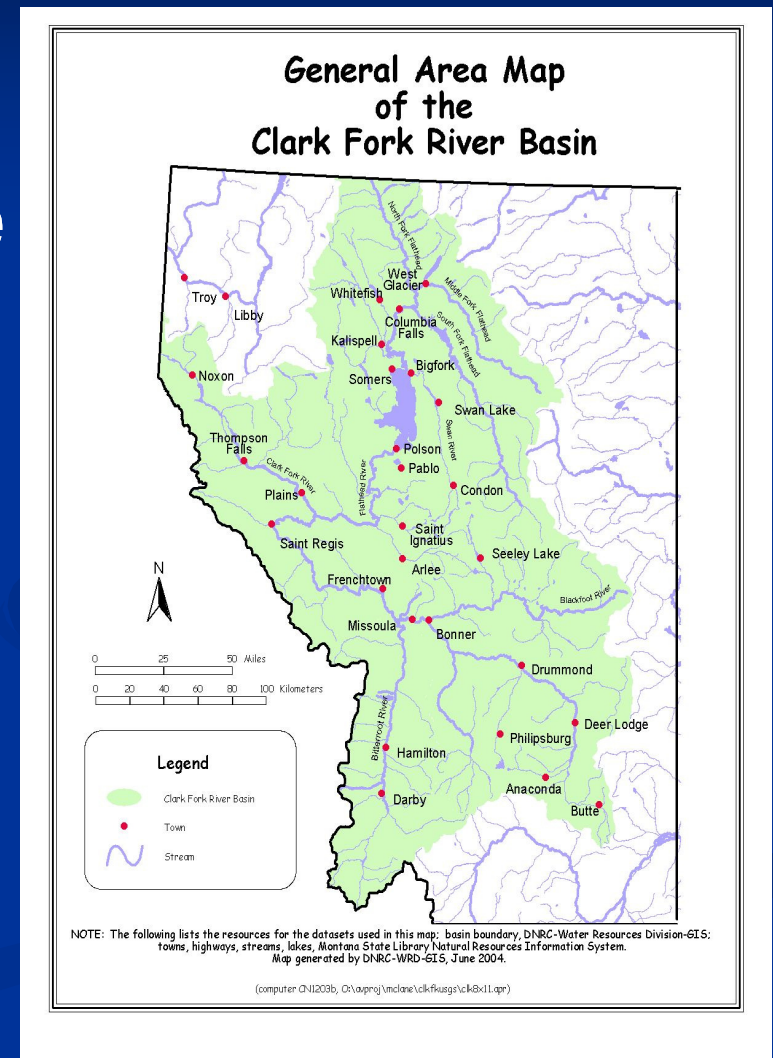 General Area Map
of the
Clark Fork River Basin
North Fork Flathead
West
Glacier
Middle Fork Flathead
Whitefish
Troy
Libby
Columbia
Falls
South Fork Flathead
Kalispell
Bigfork
Somers
Noxon
Swan Lake
Thompson
Falls
Swan River
Polson
Clark Fork River
Flathead River
Pablo
Plains
Condon
Saint
Ignatius
Saint Regis
Seeley Lake
Arlee
N
Frenchtown
Blackfoot River
Missoula
Bonner
0 25 50 Miles
Drummond
0 20 40 60 80 100 Kilometers
Bitterroot River
Deer Lodge
Philipsburg
Hamilton
Legend
Anaconda
Clark Fork River Basin
Darby
Butte
Town
Stream
NOTE: The following lists the resources for the datasets used in this map; basin boundary, DNRC-Water Resources Division-GIS;
towns, highways, streams, lakes, Montana State Library Natural Resources Information System.
Map generated by DNRC-WRD-GIS, June 2004.
(computer CN1203b, O:\avproj\mclane\clkfkusgs\clk8x11.apr)